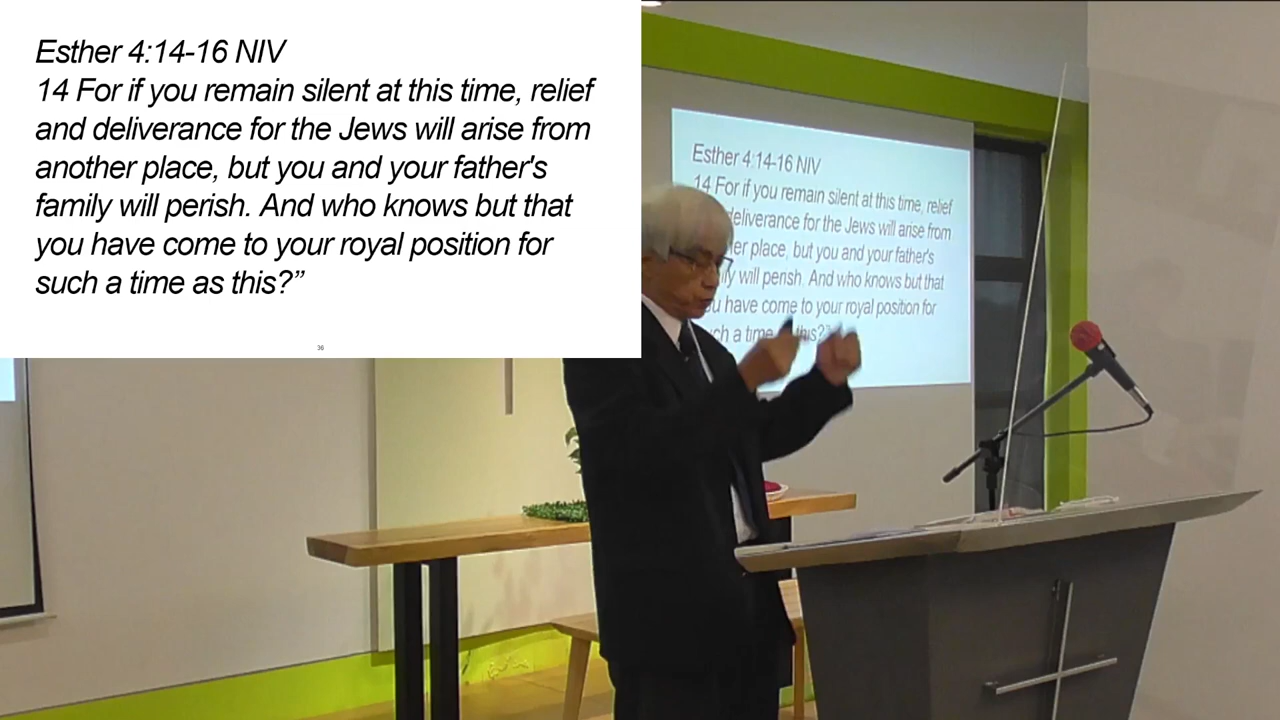 Esther 4:14-16 NIV
14 For if you remain silent at this time, relief
and deliverance for the Jews will arise from
another place, but you and your father's
family will perish. And who knows but that
you have come to your royal position for
such a time as this?”
36
Esther 4:14-16 NIV
14 For if you remain silent at this time, relief
deliverance for the Jews will arise from
place, but you and your father's
will perish. And who knows but that
have come to your royal position for
such a time this?”